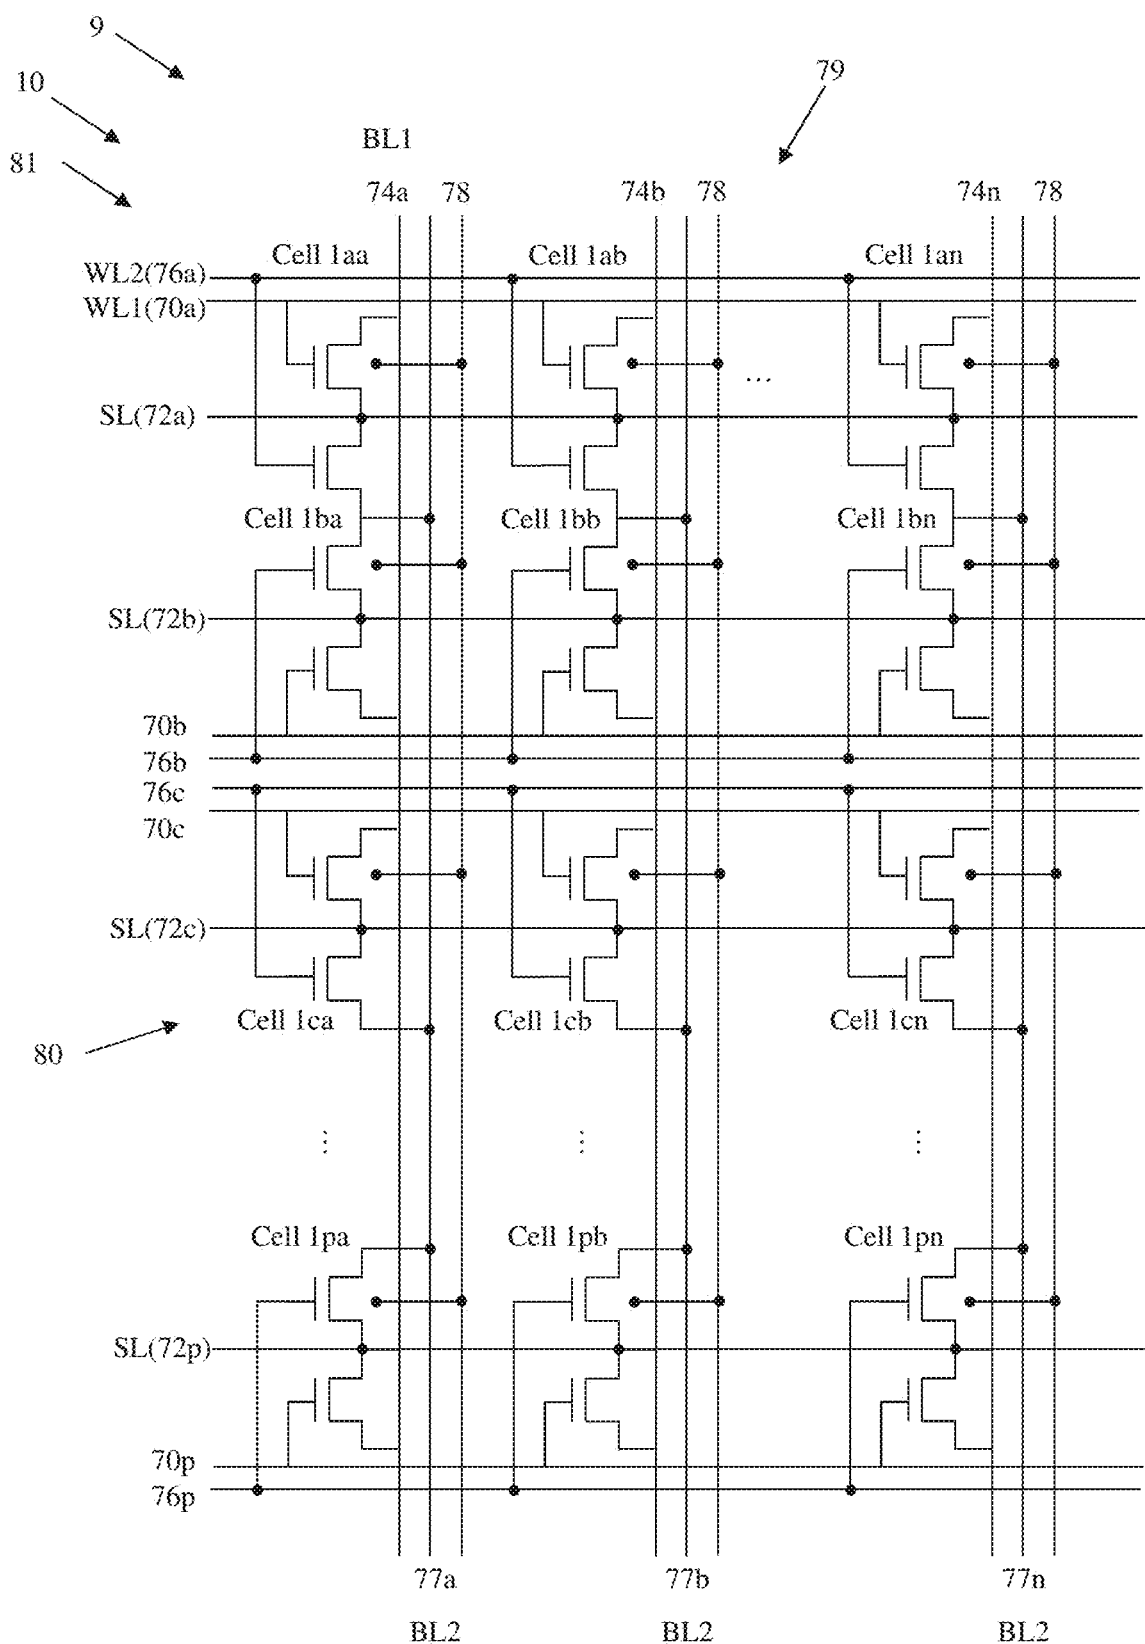 9
10
79
BL1
81
74a 78 74b 78 74n 78
Cell 1aa Cell 1ab Cell 1an
WL2(76a)
WL1(70a)
...
SL(72a)
Cell 1ba Cell 1bb Cell 1bn
SL(72b)
70b
76b
76c
70c
SL(72c)
Cell 1ca Cell 1cb Cell 1cn
80
... ... ...
Cell 1pa Cell 1pb Cell 1pn
SL(72p)
70p
76p
77a 77b 77n
BL2 BL2 BL2